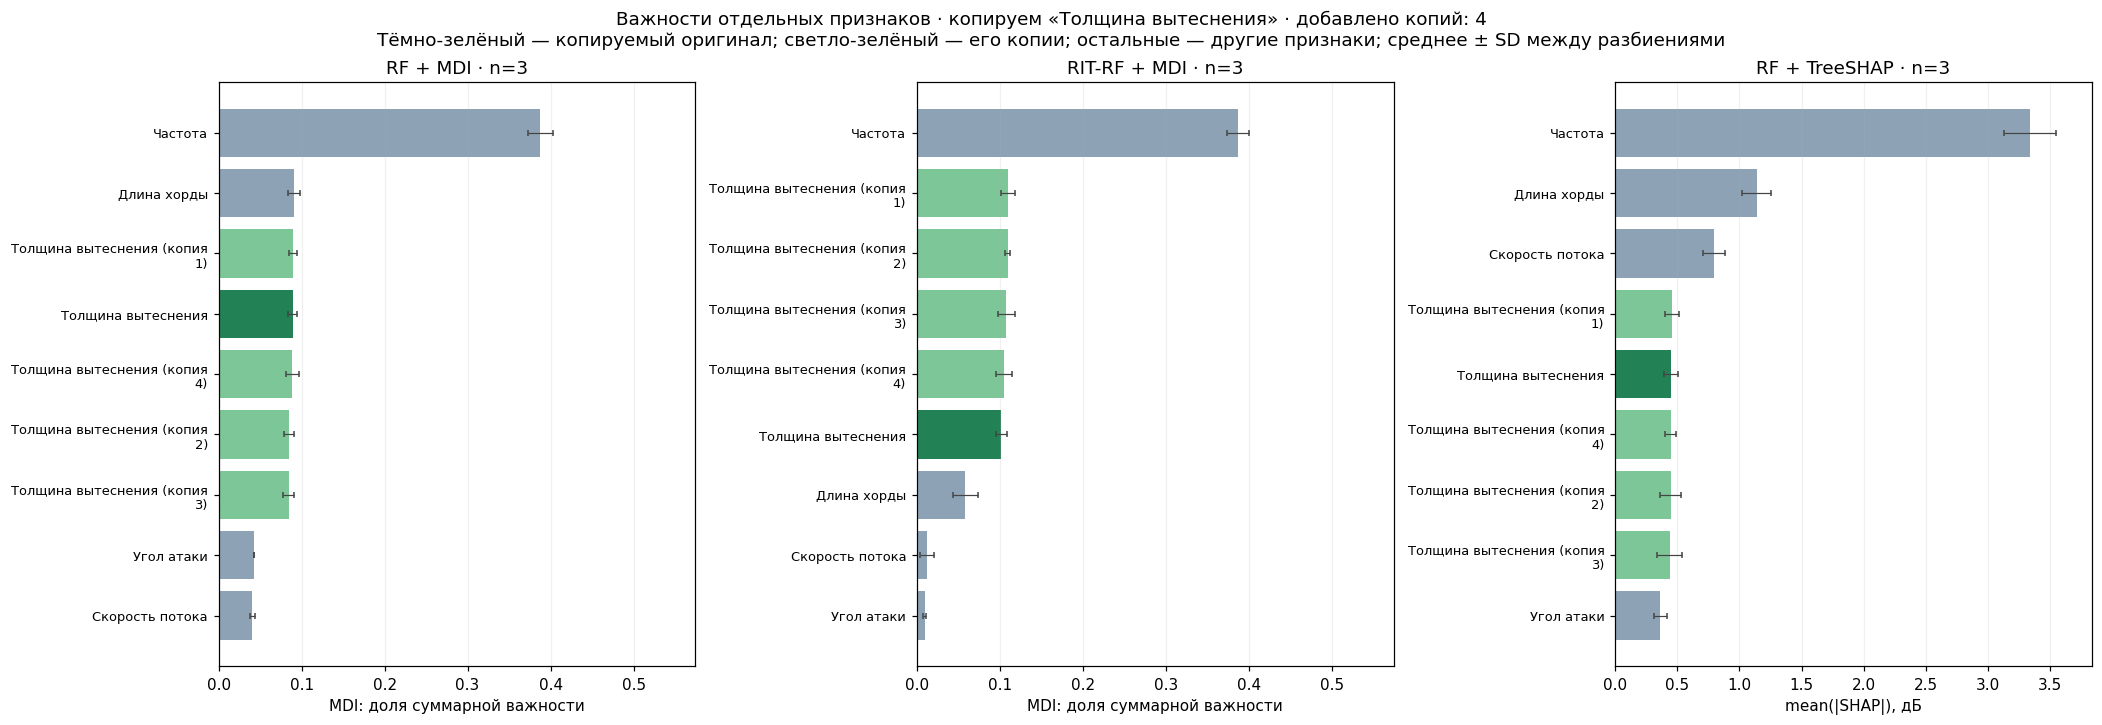 Важности отдельных признаков · копируем «Толщина вытеснения» · добавлено копий: 4
Тёмно-зелёный — копируемый оригинал; светло-зелёный — его копии; остальные — другие признаки; среднее ± SD между разбиениями
RF + MDI · n=3
Частота
Длина хорды
Толщина вытеснения (копия
1)
Толщина вытеснения
Толщина вытеснения (копия
4)
Толщина вытеснения (копия
2)
Толщина вытеснения (копия
3)
Угол атаки
Скорость потока
0.0 0.1 0.2 0.3 0.4 0.5
MDI: доля суммарной важности
RIT-RF + MDI · n=3
Частота
Толщина вытеснения (копия
1)
Толщина вытеснения (копия
2)
Толщина вытеснения (копия
3)
Толщина вытеснения (копия
4)
Толщина вытеснения
Длина хорды
Скорость потока
Угол атаки
0.0 0.1 0.2 0.3 0.4 0.5
MDI: доля суммарной важности
RF + TreeSHAP · n=3
Частота
Длина хорды
Скорость потока
Толщина вытеснения (копия
1)
Толщина вытеснения
Толщина вытеснения (копия
4)
Толщина вытеснения (копия
2)
Толщина вытеснения (копия
3)
Угол атаки
0.0 0.5 1.0 1.5 2.0 2.5 3.0 3.5
mean(|SHAP|), дБ